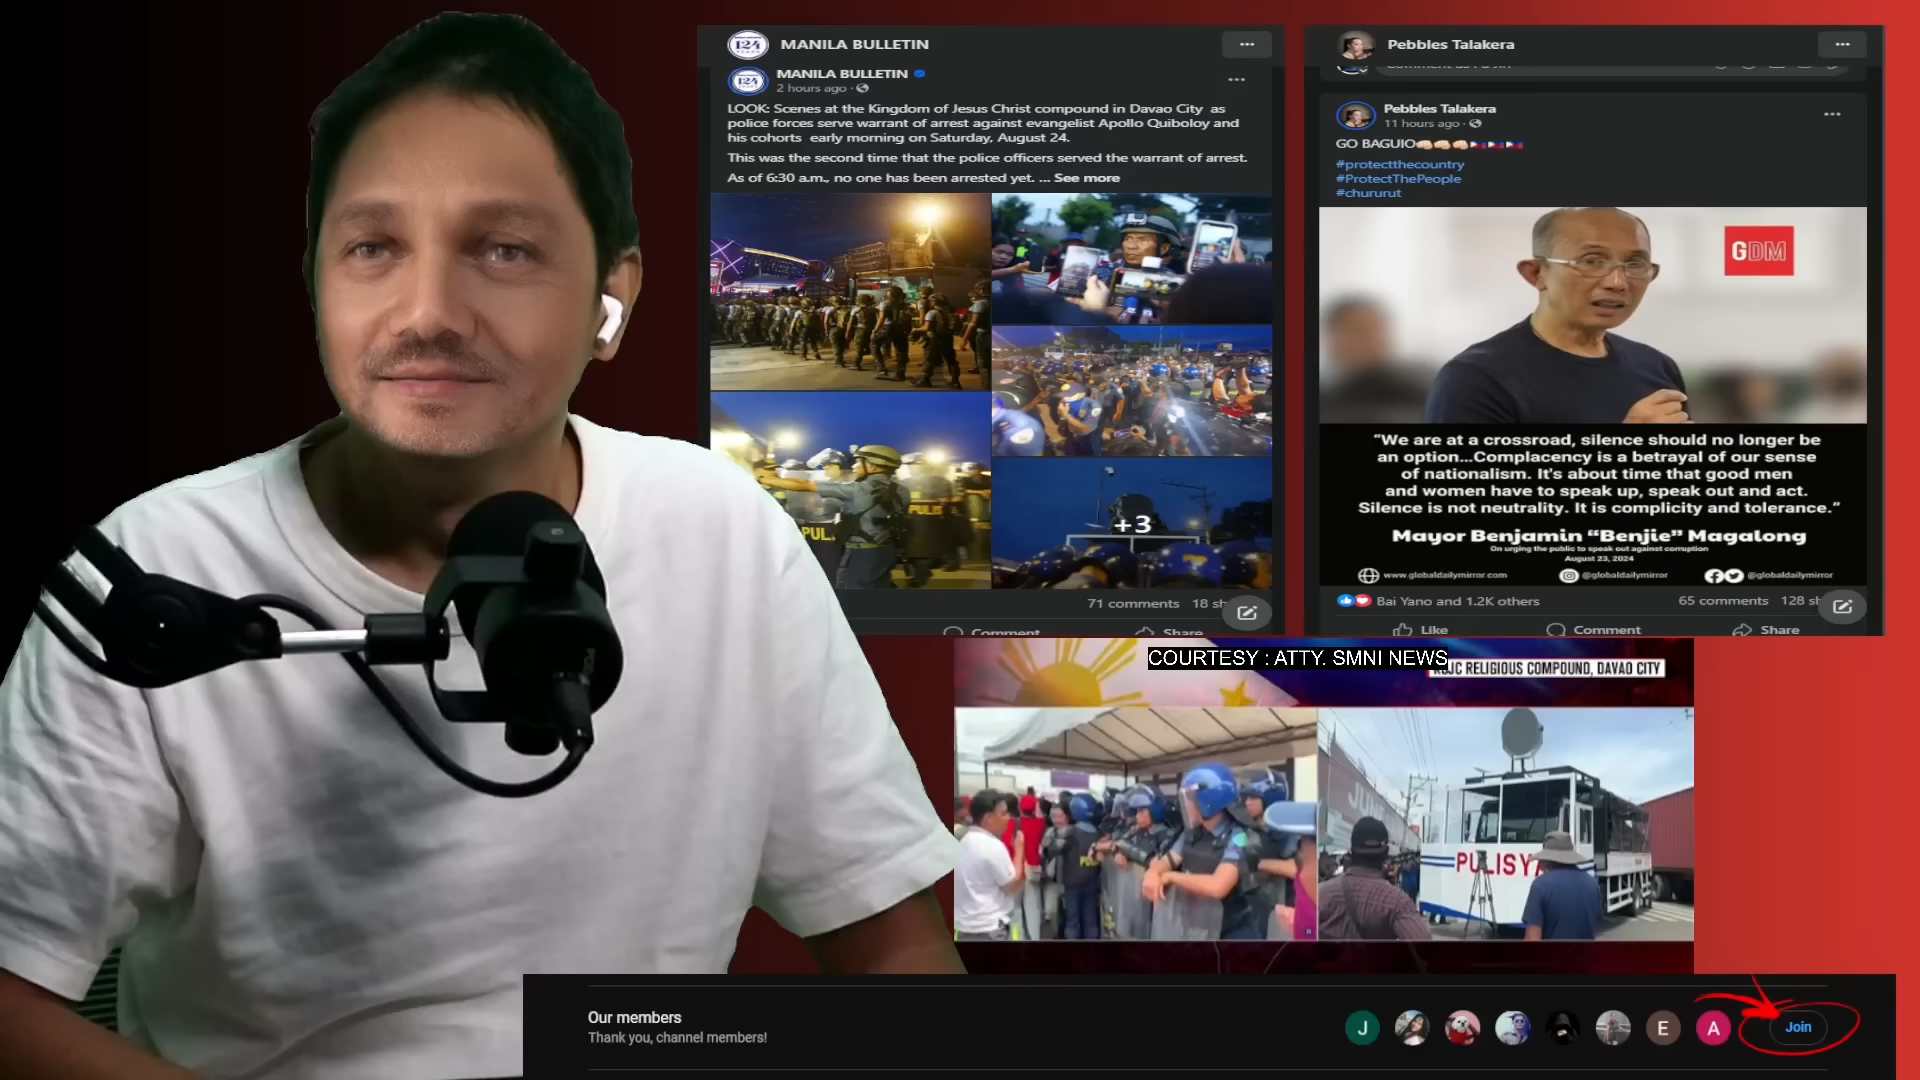 124
MANILA BULLETIN
124
MANILA BULLETIN
2 hours ago
LOOK: Scenes at the Kingdom of Jesus Christ compound in Davao City as
police forces serve warrant of arrest against evangelist Apollo Quiboloy and
his cohorts early morning on Saturday, August 24.
This was the second time that the police officers served the warrant of arrest.
As of 6:30 a.m., no one has been arrested yet. ... See more
PUL
+3
71 comments 18 sh
Comment Share
Pebbles Talakera
Pebbles Talakera
11 hours ago
GO BAGUIO👊🏻👊🏻👊🏻🇵🇭🇵🇭🇵🇭
#protectthecountry
#ProtectThePeople
#chururut
GDM
“We are at a crossroad, silence should no longer be
an option...Complacency is a betrayal of our sense
of nationalism. It's about time that good men
and women have to speak up, speak out and act.
Silence is not neutrality. It is complicity and tolerance.”
Mayor Benjamin “Benjie” Magalong
On urging the public to speak out against corruption
August 23, 2024
www.globaldailymirror.com @globaldailymirror @globaldailymirror
Bai Yano and 1.2K others 65 comments 128 sh
Like Comment Share
COURTESY : ATTY. SMNI NEWS
KOJC RELIGIOUS COMPOUND, DAVAO CITY
PULISY
Our members
Thank you, channel members!
J E A Join